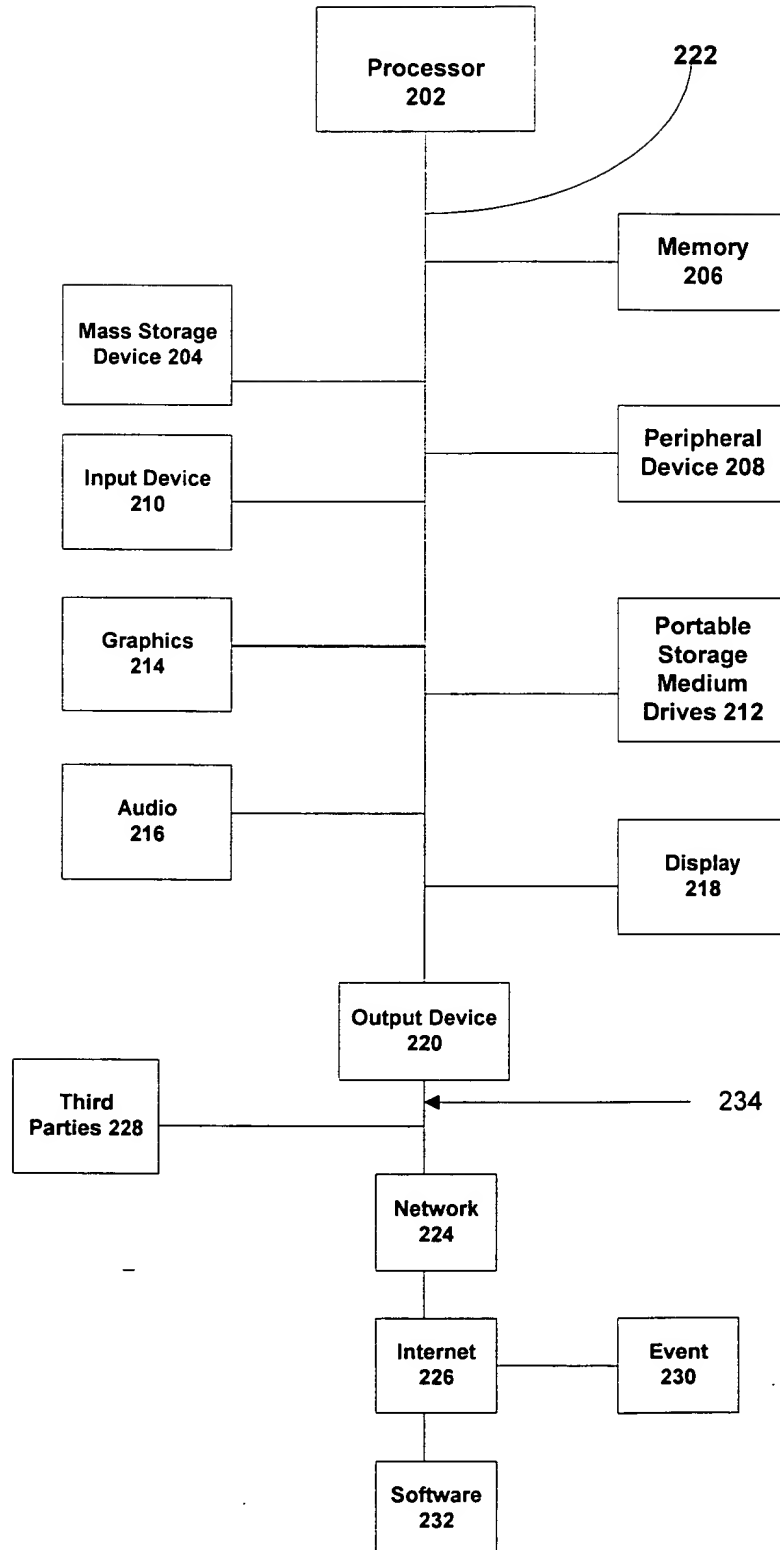 Processor
202
222
Memory
206
Mass Storage
Device 204
Peripheral
Device 208
Input Device
210
Portable
Storage
Medium
Drives 212
Graphics
214
Audio
216
Display
218
Output Device
220
Third
Parties 228
234
Network
224
Internet
226
Event
230
Software
232